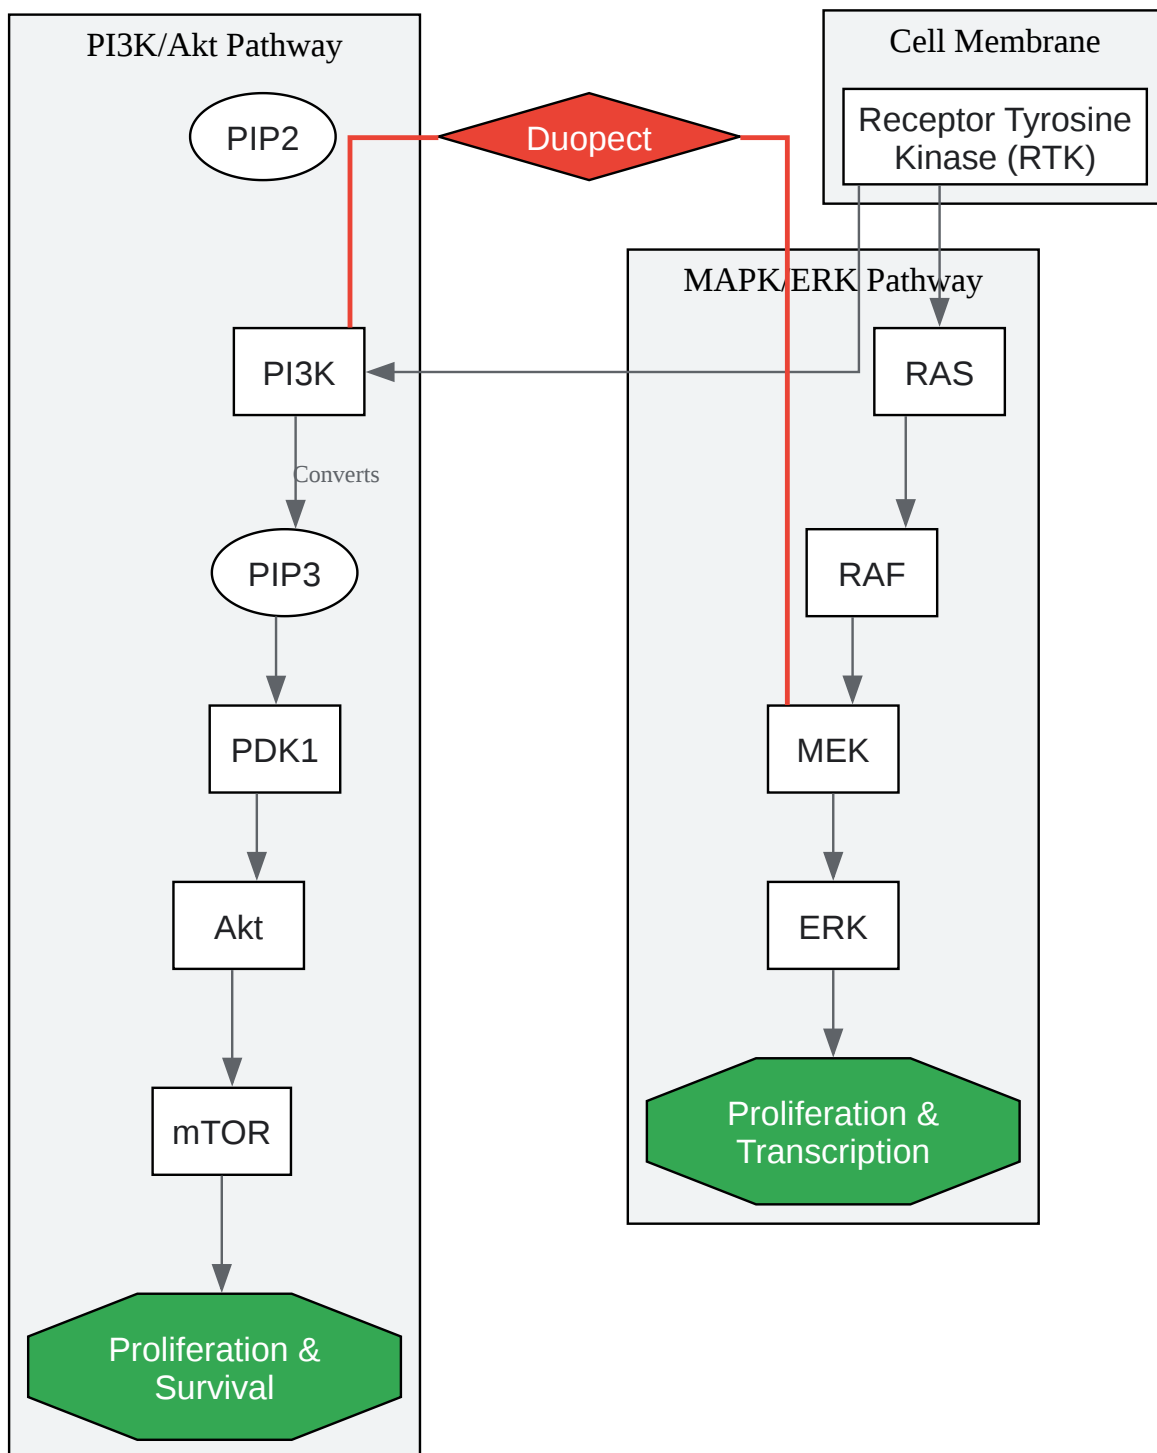 PI3K/Akt Pathway
PIP2
PI3K
Converts
PIP3
PDK1
Akt
mTOR
Proliferation &
Survival
Duopect
Cell Membrane
Receptor Tyrosine
Kinase (RTK)
MAPK/ERK Pathway
RAS
RAF
MEK
ERK
Proliferation &
Transcription